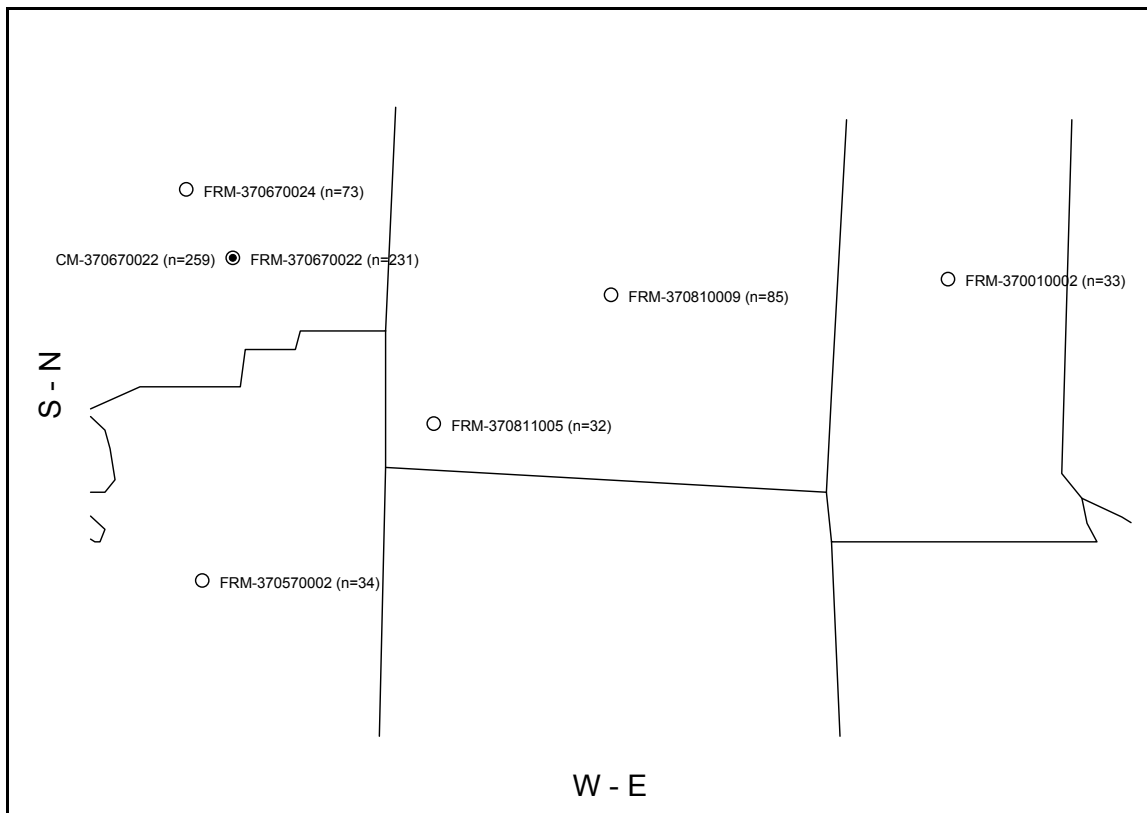 FRM-370670024 (n=73)
CM-370670022 (n=259) FRM-370670022 (n=231)
FRM-370010002 (n=33)
FRM-370810009 (n=85)
S - N
FRM-370811005 (n=32)
FRM-370570002 (n=34)
W - E